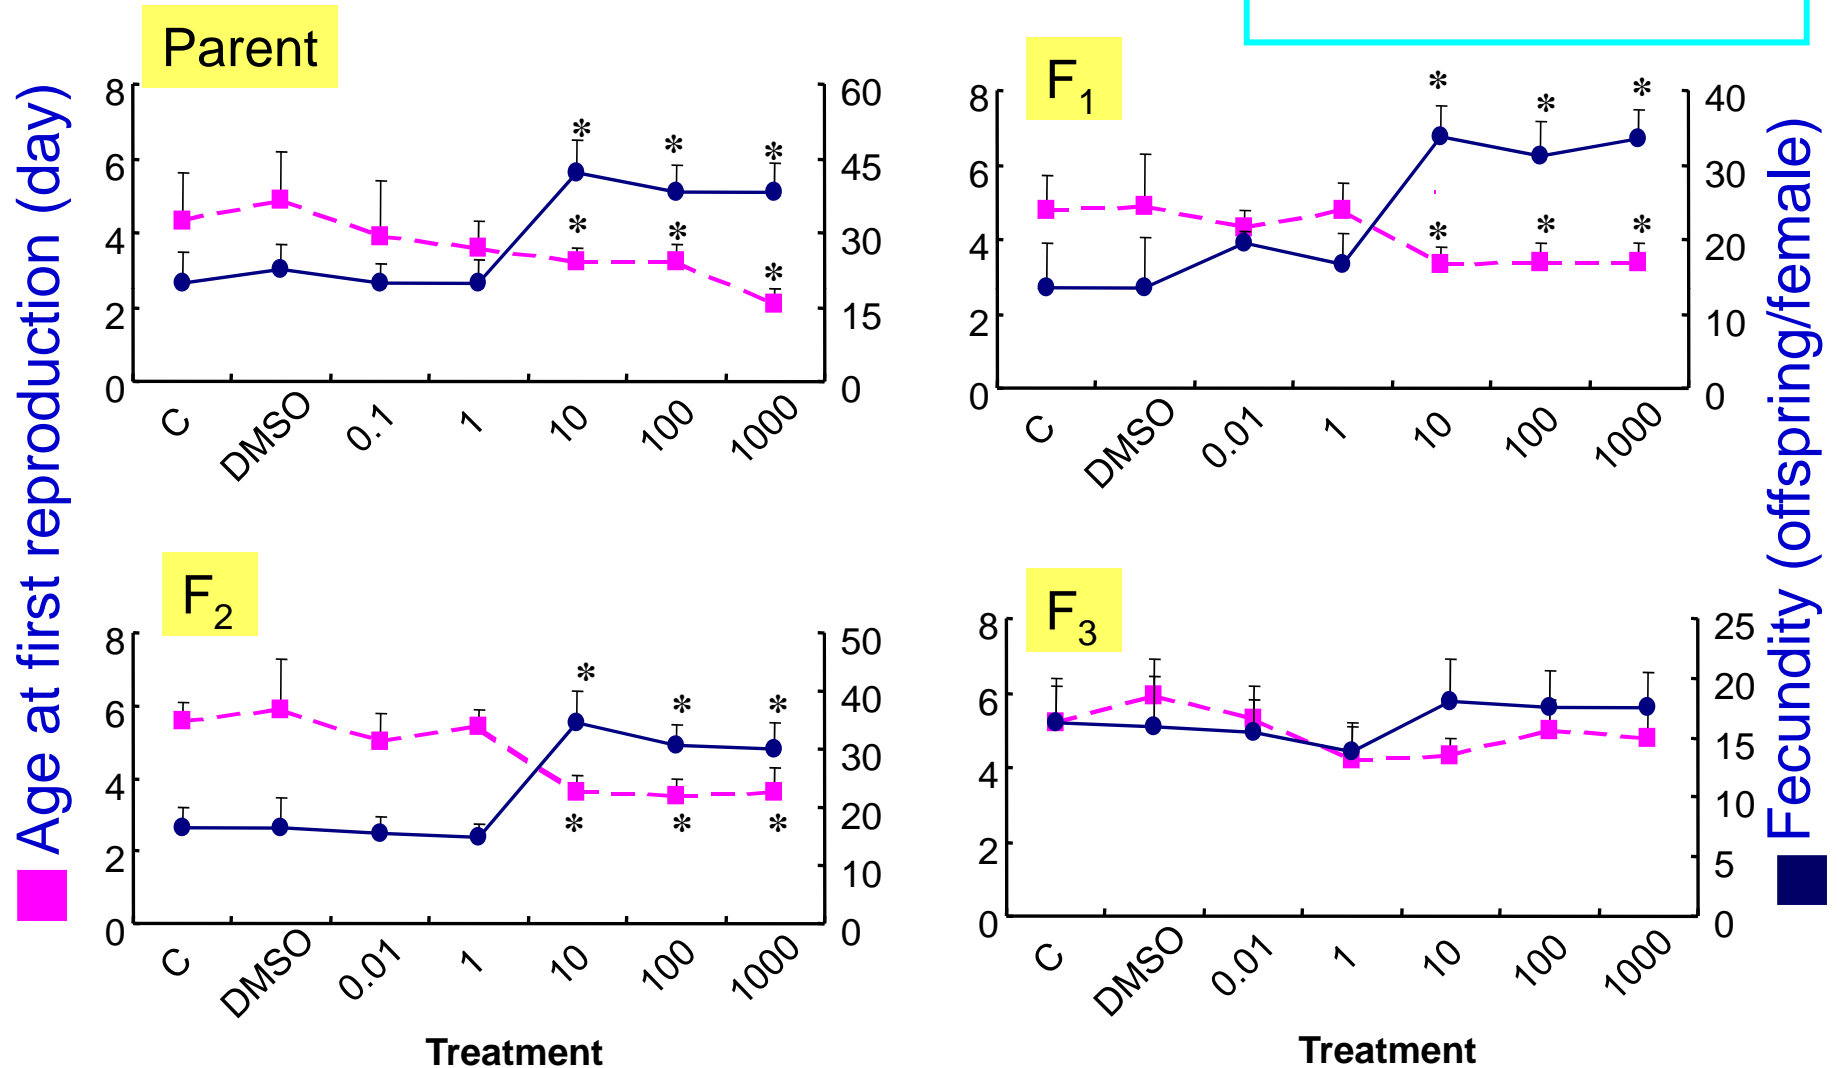 Parent
F1
8
6
4
2
0
60
45
30
15
0
C
DMSO
0.1
1
10
100
1000
* * *
* * *
8
6
4
2
0
40
30
20
10
0
C
DMSO
0.01
1
10
100
1000
* * *
* * *
Age at first reproduction (day)
Fecundity (offspring/female)
F2
8
6
4
2
0
50
40
30
20
10
0
C
DMSO
0.01
1
10
100
1000
* * *
* * *
Treatment
F3
8
6
4
2
0
25
20
15
10
5
0
C
DMSO
0.01
1
10
100
1000
Treatment